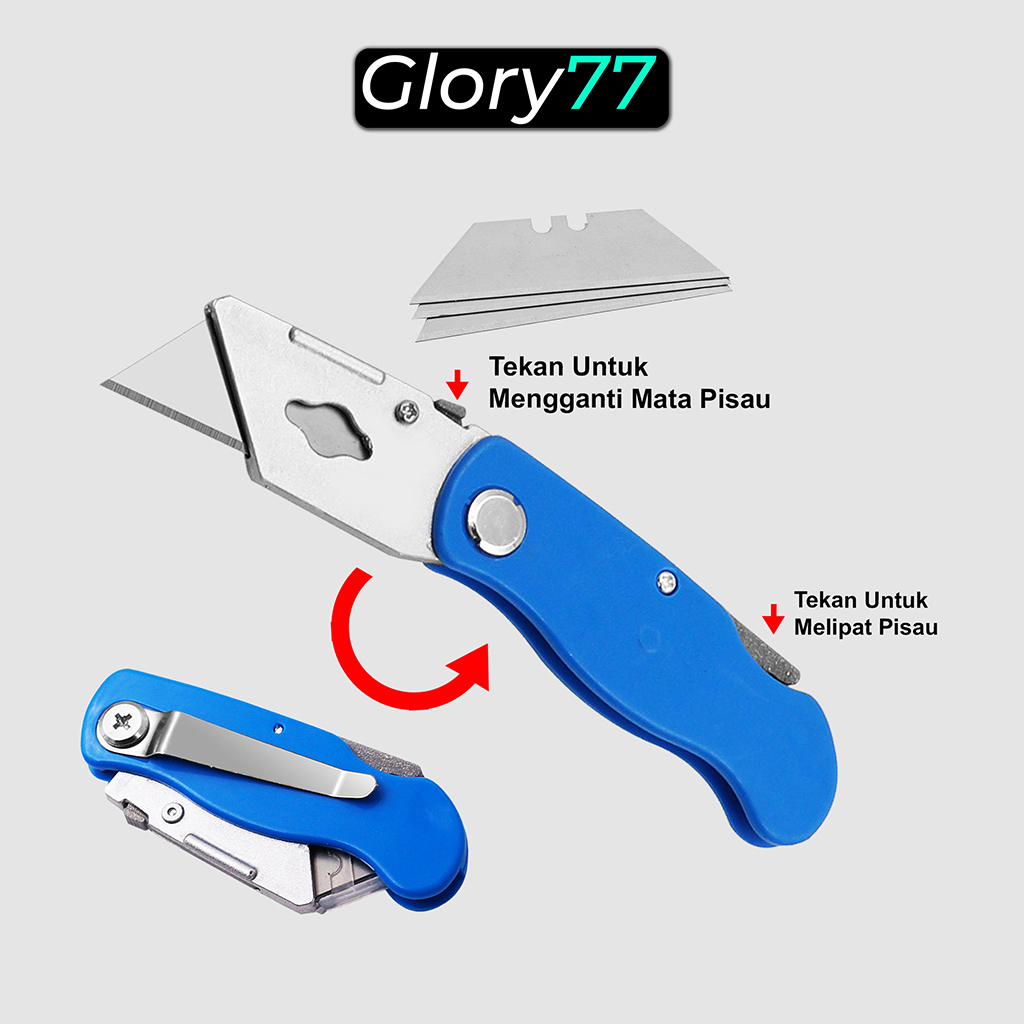 Glory77
Tekan Untuk
Mengganti Mata Pisau
Tekan Untuk
Melipat Pisau